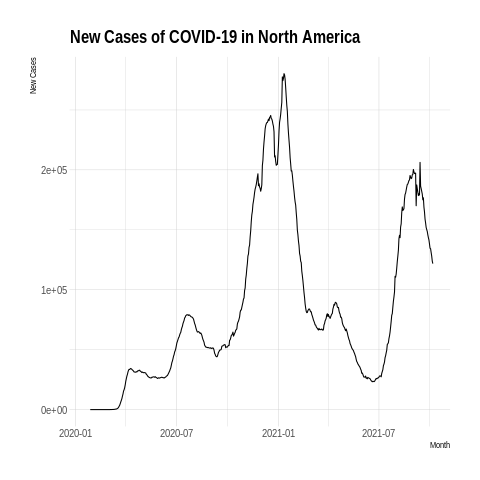 New Cases of COVID-19 in North America
New Cases
2e+05
1e+05
0e+00
2020-01 2020-07 2021-01 2021-07
Month